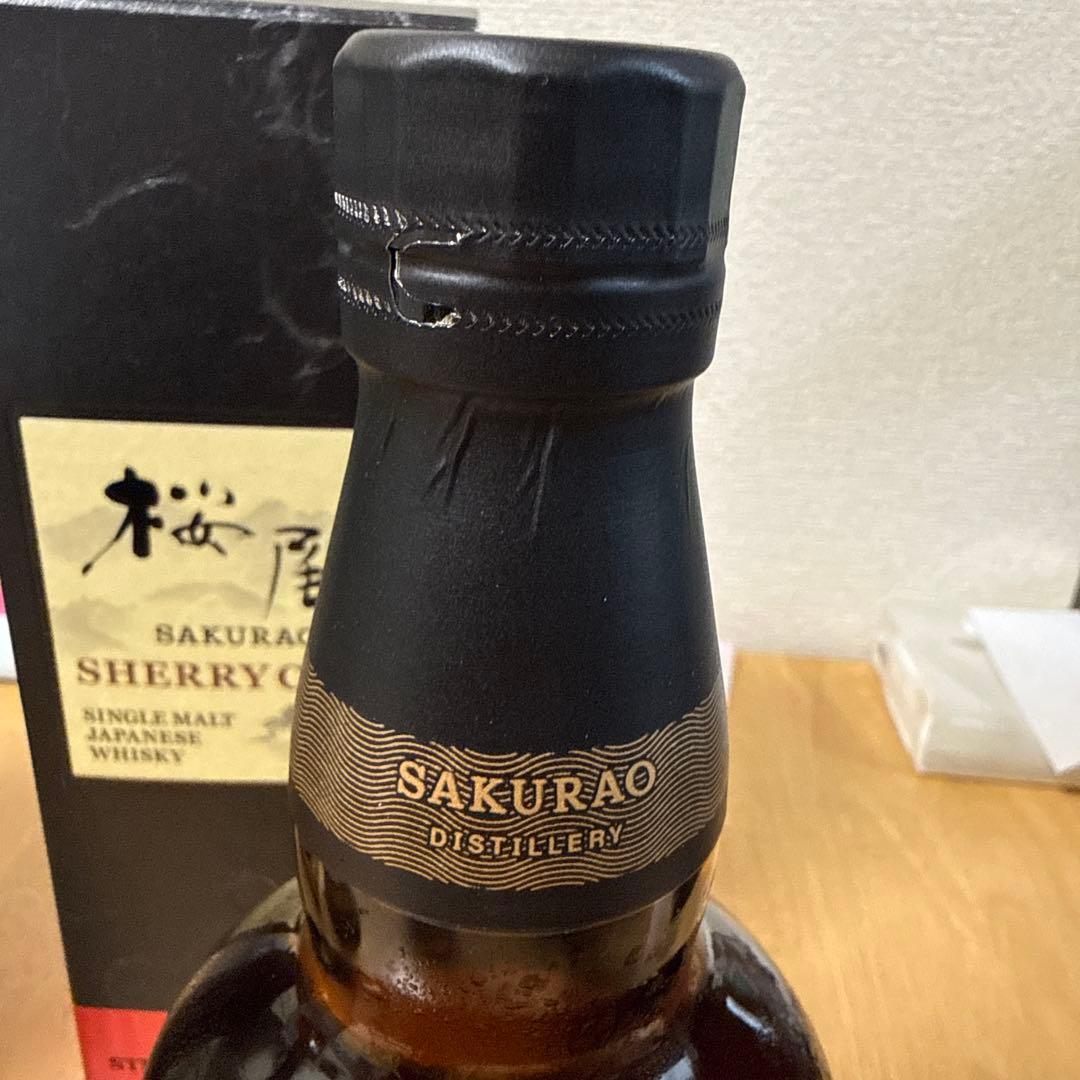 桜尾
SAKURAO
SHERRY C
SINGLE MALT
JAPANESE
WHISKY
SAKURAO
DISTILLERY